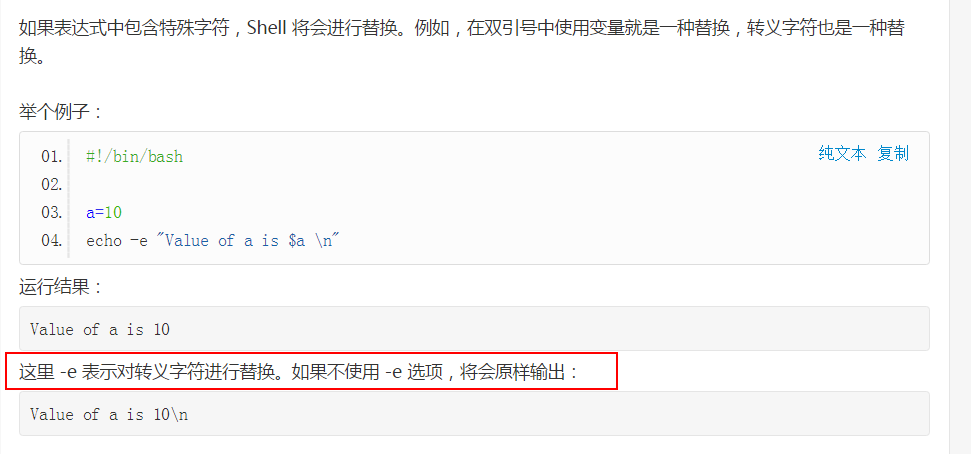 如果表达式中包含特殊字符，Shell 将会进行替换。例如，在双引号中使用变量就是一种替换，转义字符也是一种替
换。
举个例子：
纯文本 复制
01. #!/bin/bash
02.
03. a=10
04. echo -e "Value of a is $a \n"
运行结果：
Value of a is 10
这里 -e 表示对转义字符进行替换。如果不使用 -e 选项，将会原样输出：
Value of a is 10\n